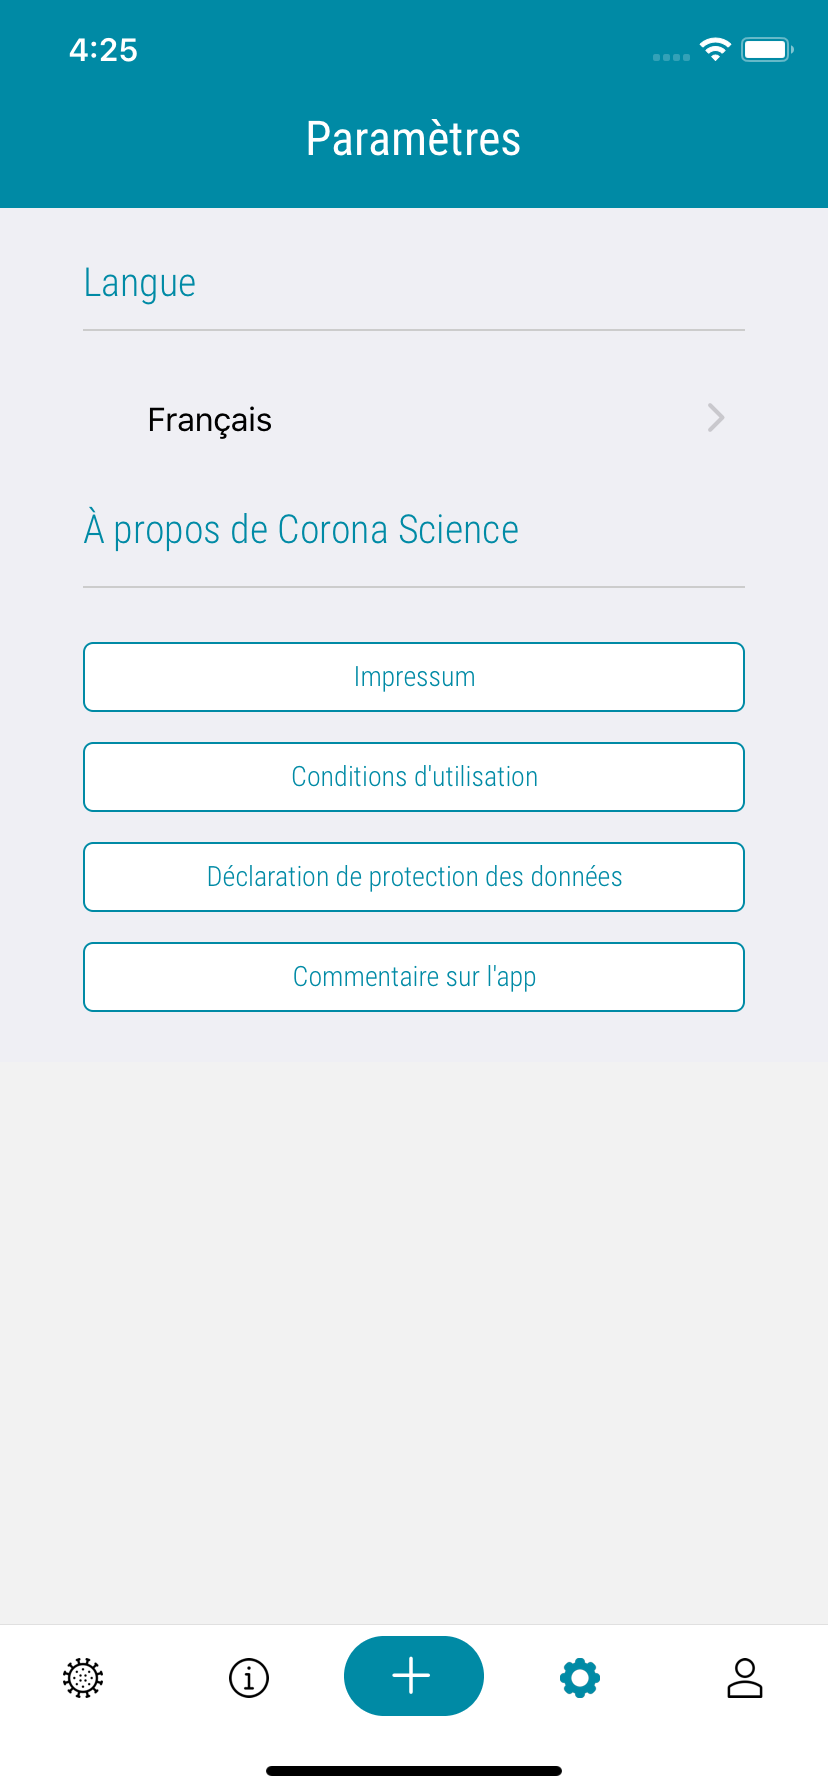 4:25
Paramètres
Langue
Français
À propos de Corona Science
Impressum
Conditions d'utilisation
Déclaration de protection des données
Commentaire sur l'app